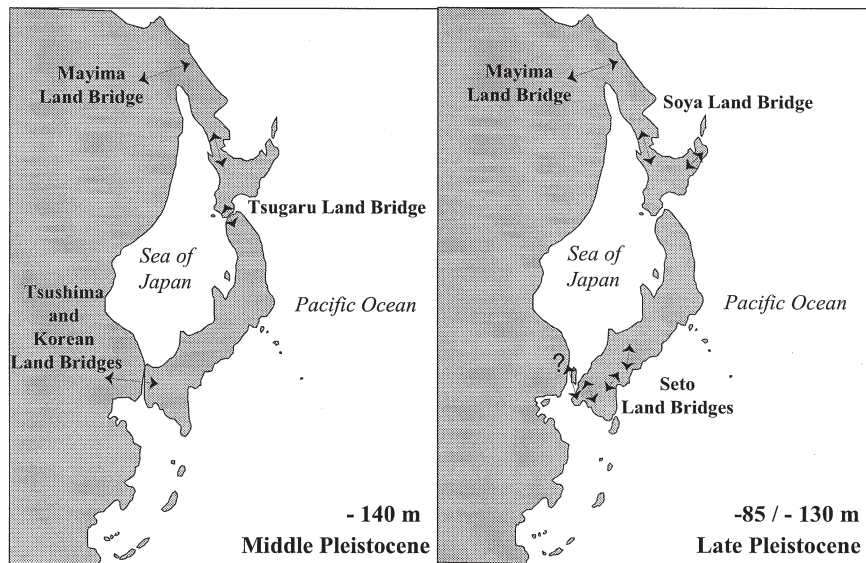 Mayima
Land Bridge
Tsugaru Land Bridge
Sea of
Japan
Pacific Ocean
Tsushima
and
Korean
Land Bridges
- 140 m
Middle Pleistocene
Mayima
Land Bridge
Soya Land Bridge
Sea of
Japan
Pacific Ocean
?
Seto
Land Bridges
-85 / - 130 m
Late Pleistocene